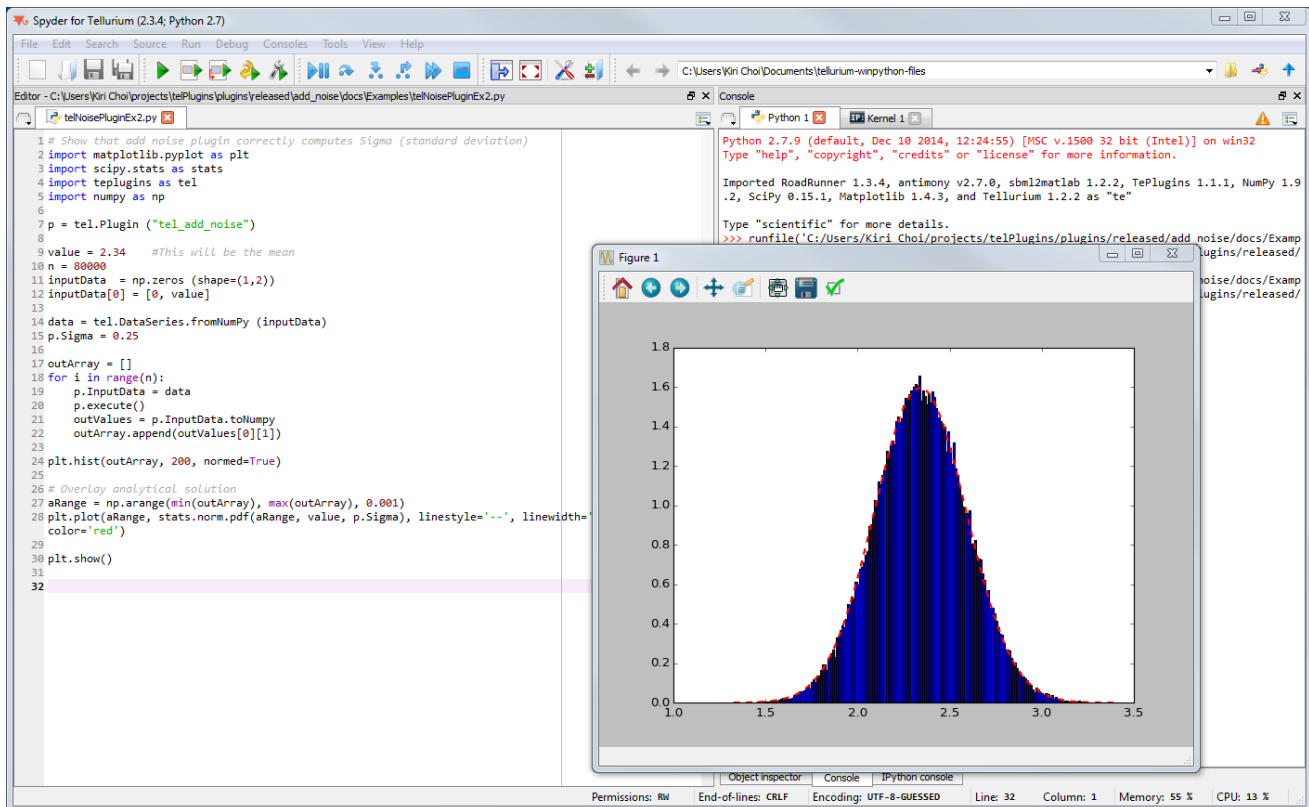 Spyder for Tellurium (2.3.4; Python 2.7)
File Edit Search Source Run Debug Consoles Tools View Help
C:\Users\Kiri Choi\Documents\tellurium-winpython-files
Editor - C:\Users\Kiri Choi\projects\telPlugins\plugins\released\add_noise\docs\Examples\telNoisePluginEx2.py
telNoisePluginEx2.py
1 # Show that add noise plugin correctly computes Sigma (standard deviation)
2 import matplotlib.pyplot as plt
3 import scipy.stats as stats
4 import teplugins as tel
5 import numpy as np
6
7 p = tel.Plugin ("tel_add_noise")
8
9 value = 2.34    #This will be the mean
10 n = 80000
11 inputData  = np.zeros (shape=(1,2))
12 inputData[0] = [0, value]
13
14 data = tel.DataSeries.fromNumPy (inputData)
15 p.Sigma = 0.25
16
17 outArray = []
18 for i in range(n):
19     p.InputData = data
20     p.execute()
21     outValues = p.InputData.toNumpy
22     outArray.append(outValues[0][1])
23
24 plt.hist(outArray, 200, normed=True)
25
26 # Overlay analytical solution
27 aRange = np.arange(min(outArray), max(outArray), 0.001)
28 plt.plot(aRange, stats.norm.pdf(aRange, value, p.Sigma), linestyle='--', linewidth='
color='red')
29
30 plt.show()
31
32
Console
Python 1 IP: Kernel 1
Python 2.7.9 (default, Dec 10 2014, 12:24:55) [MSC v.1500 32 bit (Intel)] on win32
Type "help", "copyright", "credits" or "license" for more information.
Imported RoadRunner 1.3.4, antimony v2.7.0, sbml2matlab 1.2.2, TePlugins 1.1.1, NumPy 1.9
.2, SciPy 0.15.1, Matplotlib 1.4.3, and Tellurium 1.2.2 as "te"
Type "scientific" for more details.
>>> runfile('C:/Users/Kiri Choi/projects/telPlugins/plugins/released/add_noise/docs/Examp
lugins/released/
noise/docs/Examp
lugins/released/
Figure 1
1.8
1.6
1.4
1.2
1.0
0.8
0.6
0.4
0.2
0.0
1.0 1.5 2.0 2.5 3.0 3.5
Object inspector Console IPython console
Permissions: RW End-of-lines: CRLF Encoding: UTF-8-GUESSED Line: 32 Column: 1 Memory: 55 % CPU: 13 %